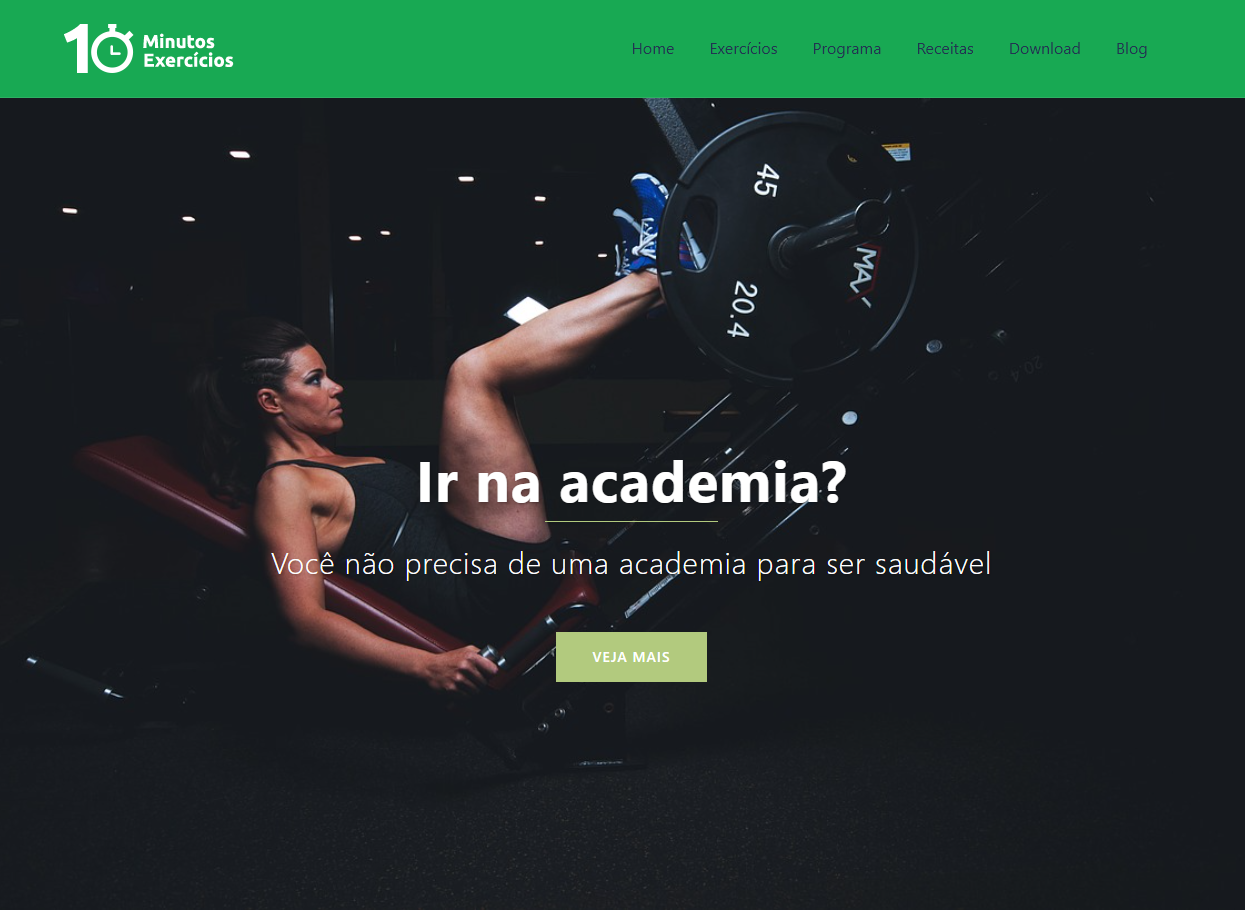 10 Minutos
Exercícios
Home Exercícios Programa Receitas Download Blog
45
20.4
Ir na academia?
Você não precisa de uma academia para ser saudável
VEJA MAIS